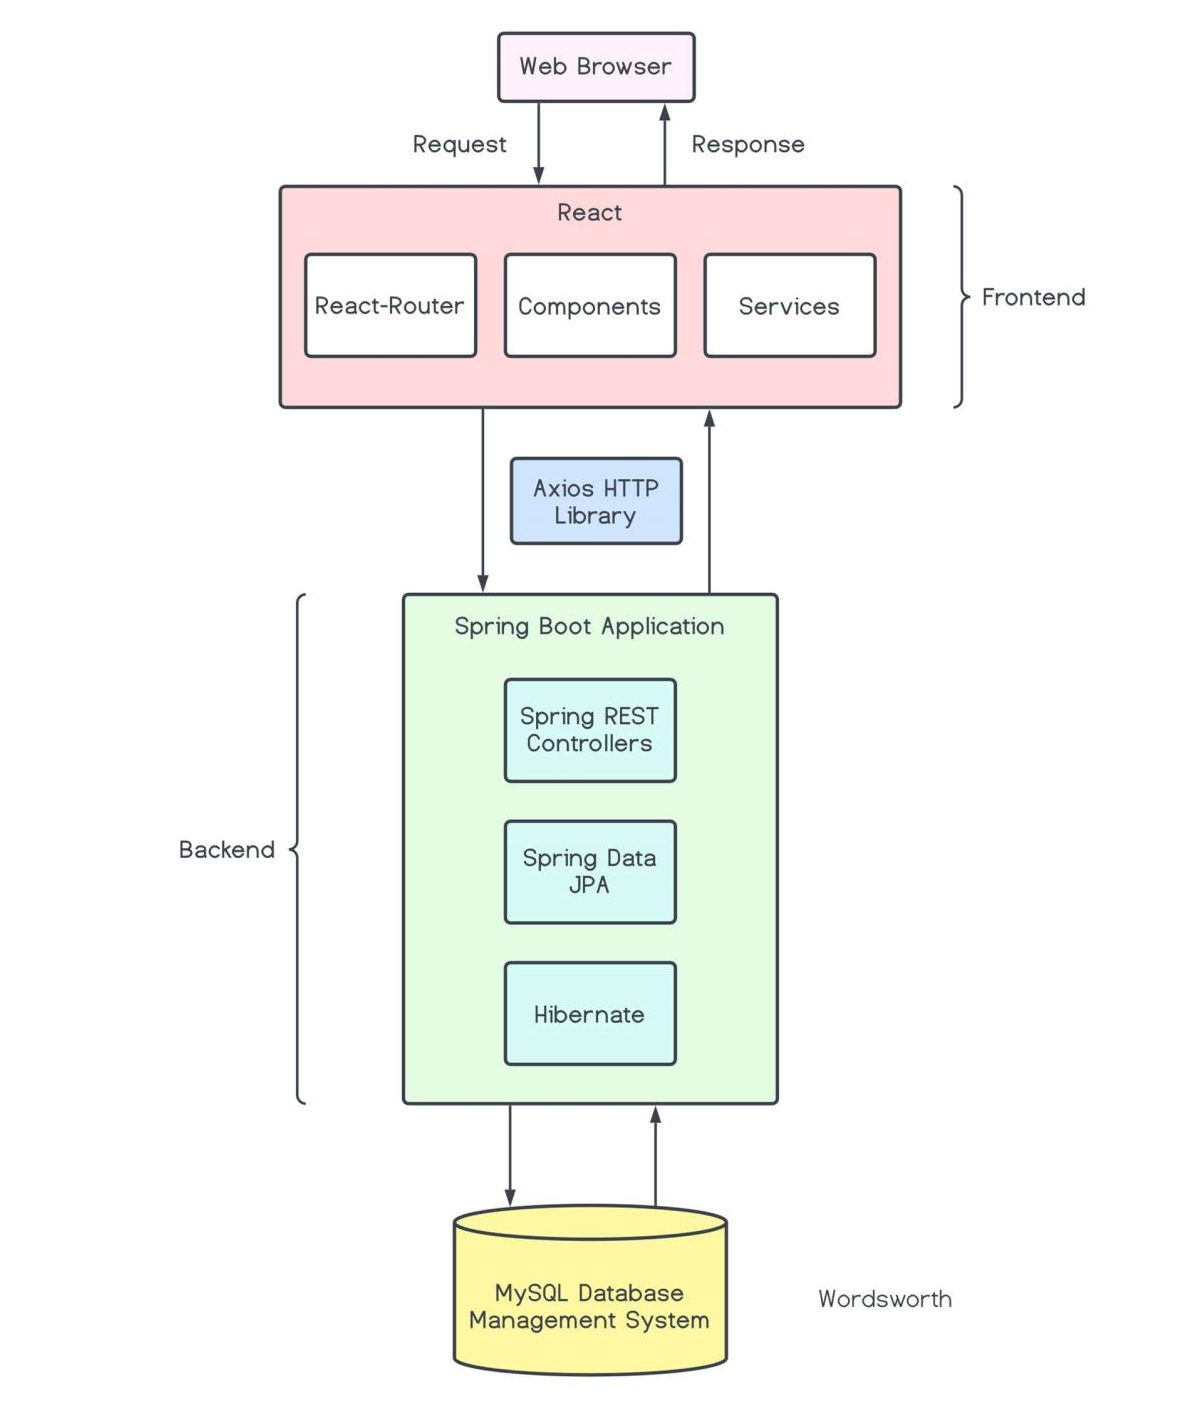 Web Browser
Request
Response
React
React-Router
Components
Services
Frontend
Axios HTTP
Library
Spring Boot Application
Spring REST
Controllers
Backend
Spring Data
JPA
Hibernate
MySQL Database
Management System
Wordsworth